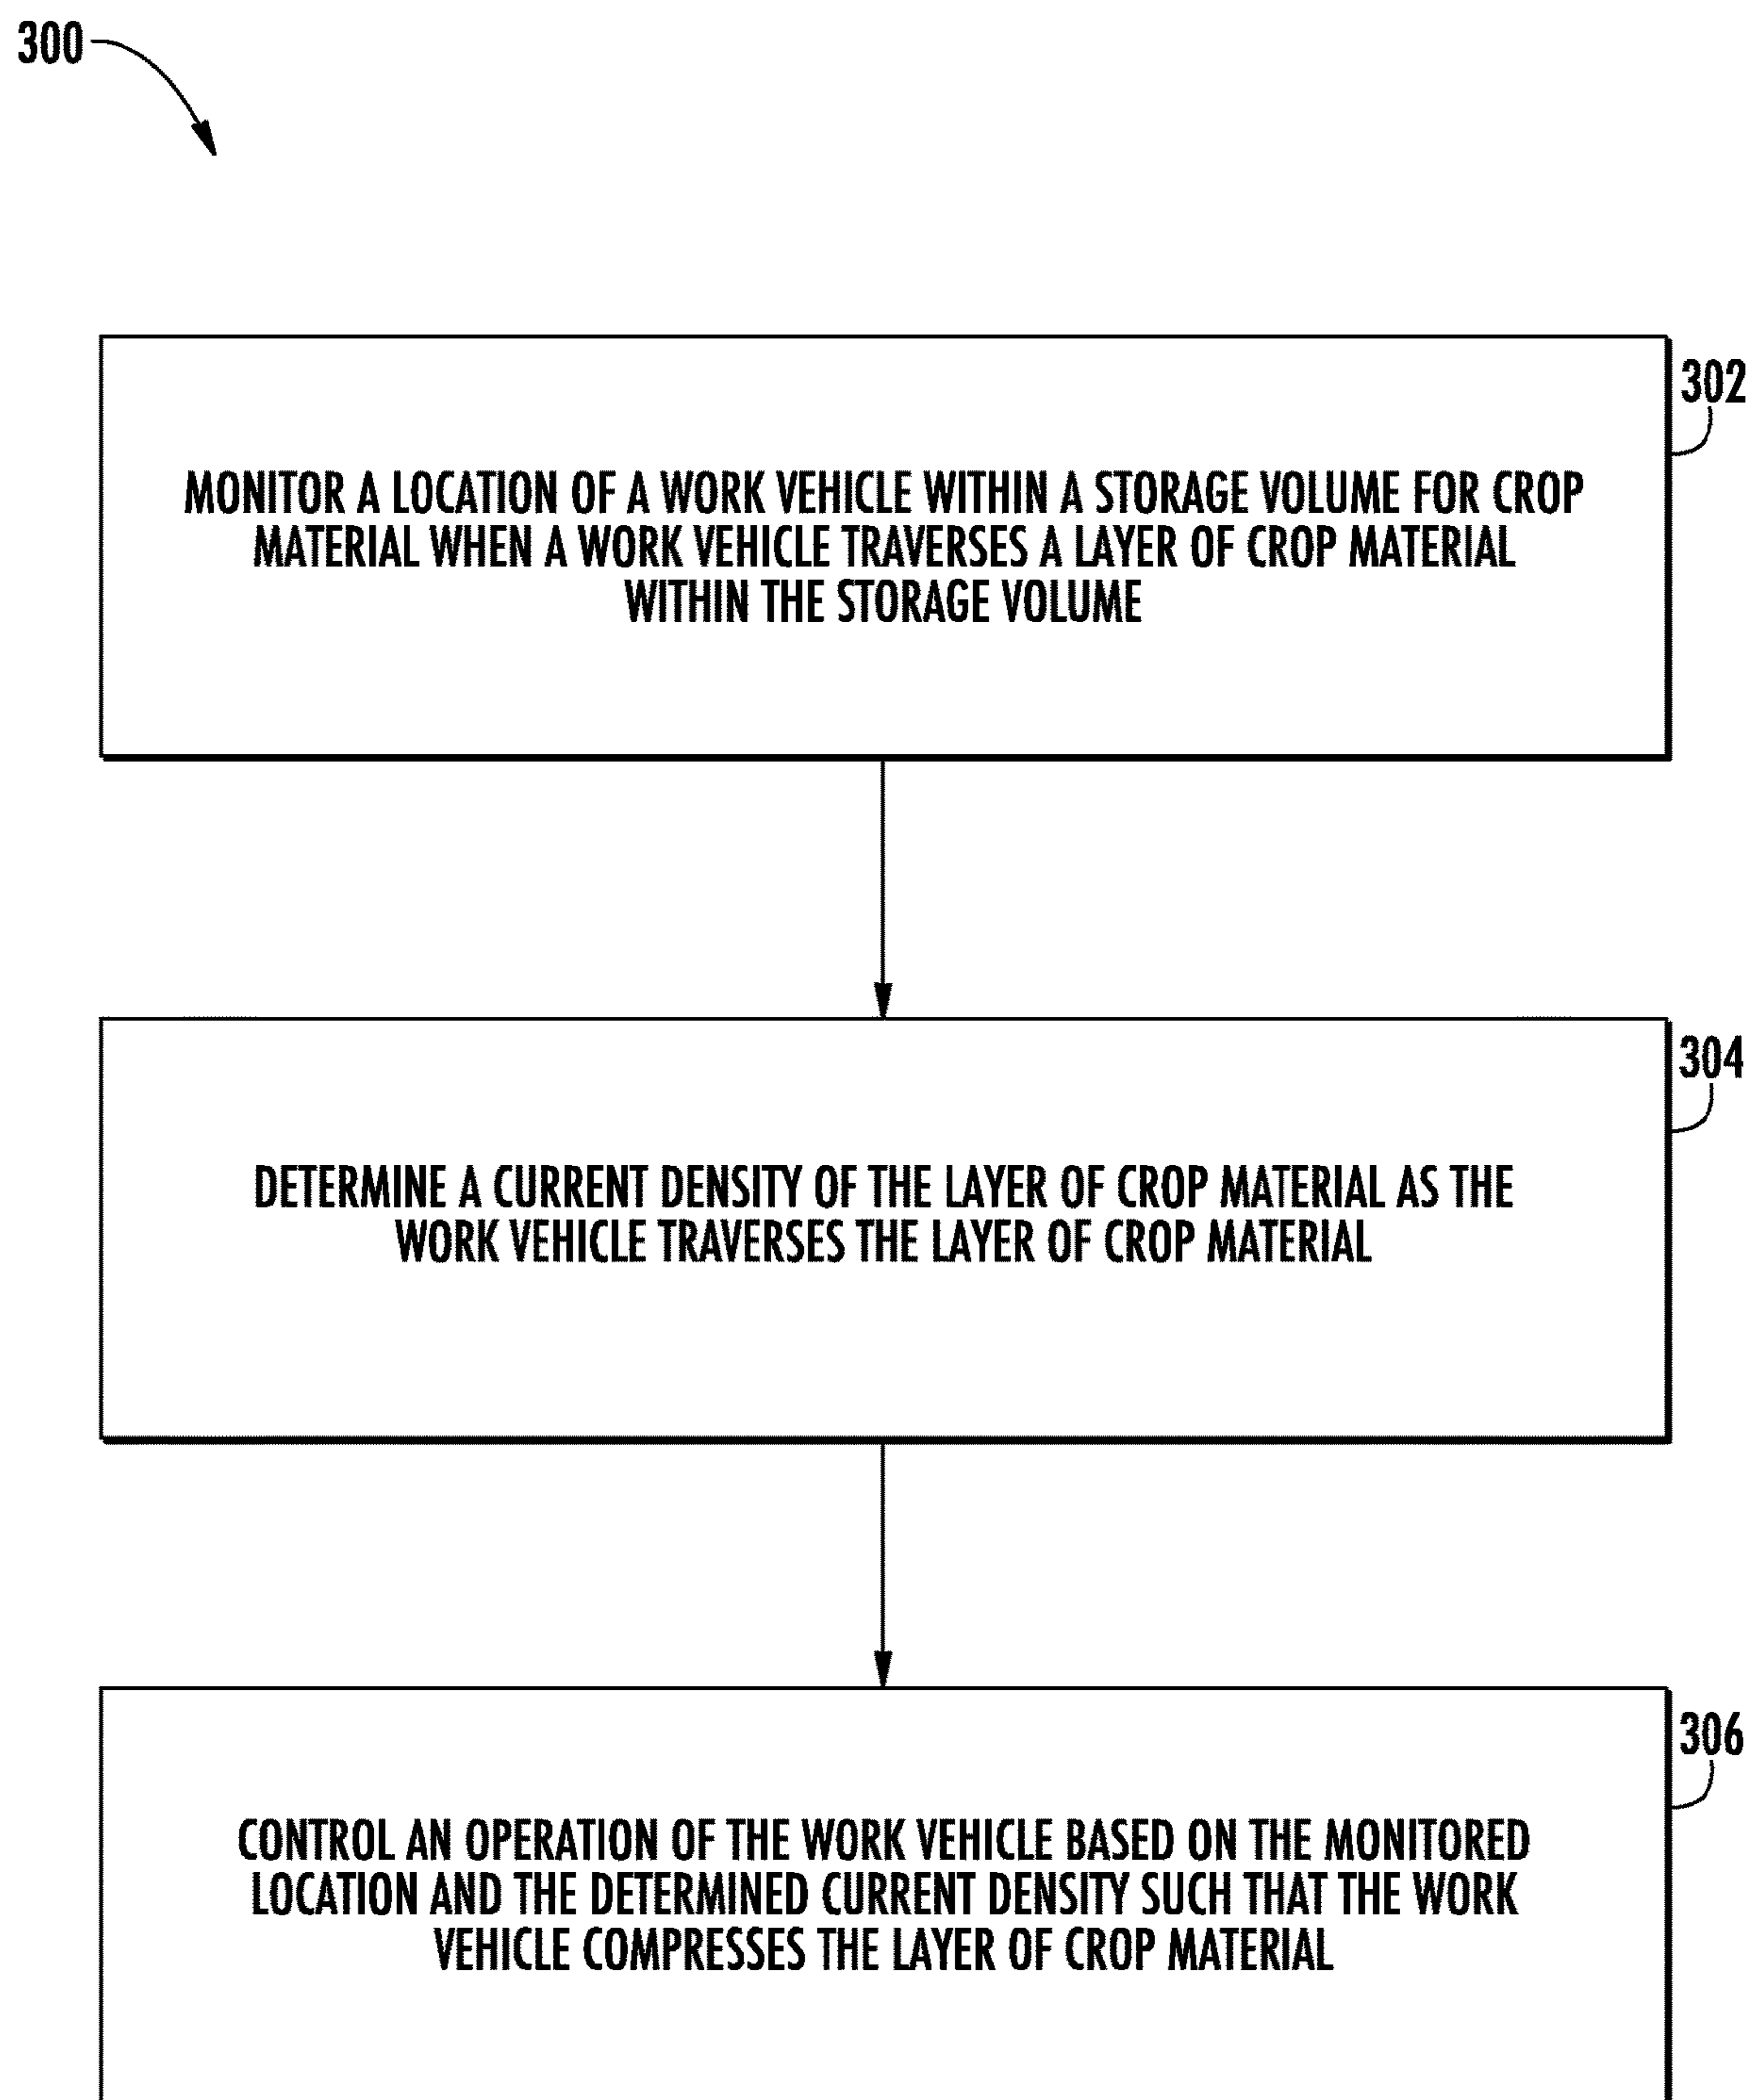 300
302
MONITOR A LOCATION OF A WORK VEHICLE WITHIN A STORAGE VOLUME FOR CROP
MATERIAL WHEN A WORK VEHICLE TRAVERSES A LAYER OF CROP MATERIAL
WITHIN THE STORAGE VOLUME
304
DETERMINE A CURRENT DENSITY OF THE LAYER OF CROP MATERIAL AS THE
WORK VEHICLE TRAVERSES THE LAYER OF CROP MATERIAL
306
CONTROL AN OPERATION OF THE WORK VEHICLE BASED ON THE MONITORED
LOCATION AND THE DETERMINED CURRENT DENSITY SUCH THAT THE WORK
VEHICLE COMPRESSES THE LAYER OF CROP MATERIAL